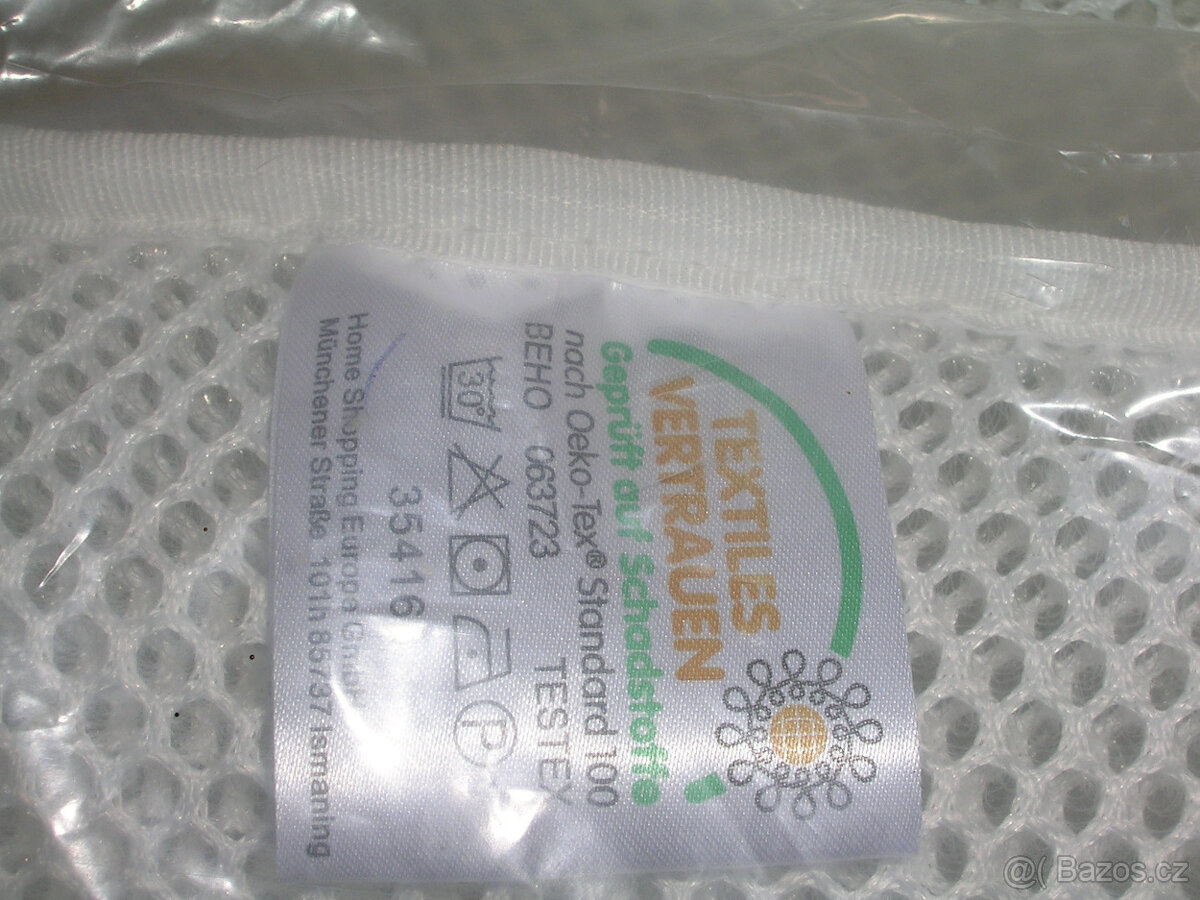 TEXTILES
VERTRAUEN
Geprüft auf Schadstoffe
nach Oeko-Tex® Standard 100
BEHO 063723 TESTEX
30°
P
35416
Home Shopping Europa GmbH
Münchener Straße 101h 85737 Ismaning
@( Bazos.cz